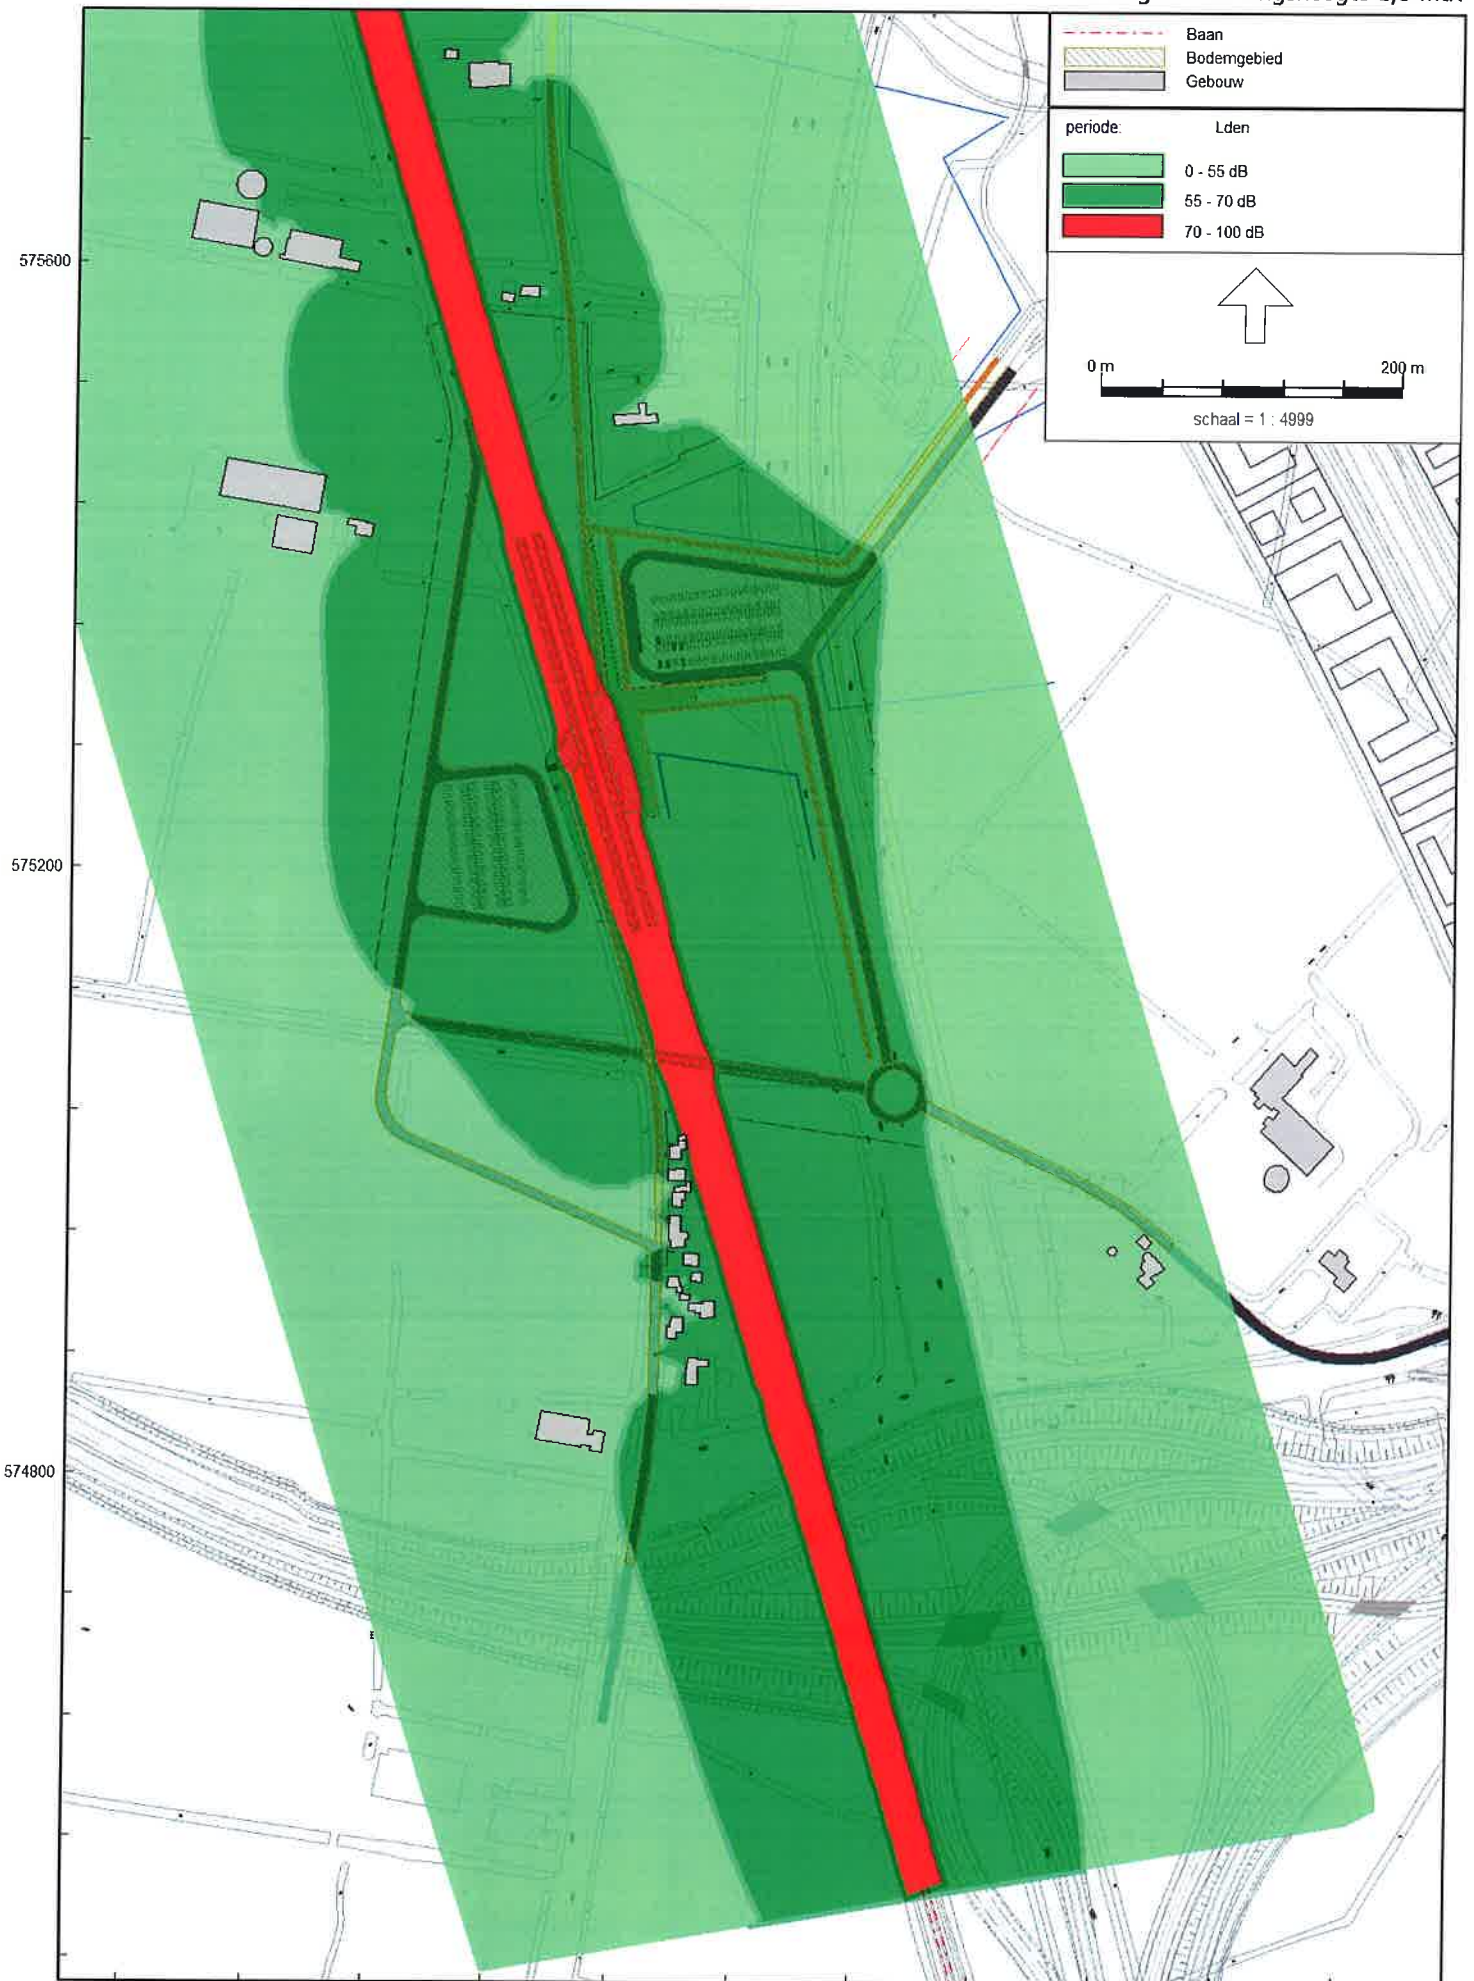 Baan
Bodemgebied
Gebouw
periode: Lden
0 - 55 dB
55 - 70 dB
70 - 100 dB
0 m 200 m
schaal = 1 : 4999
575600
575200
574800